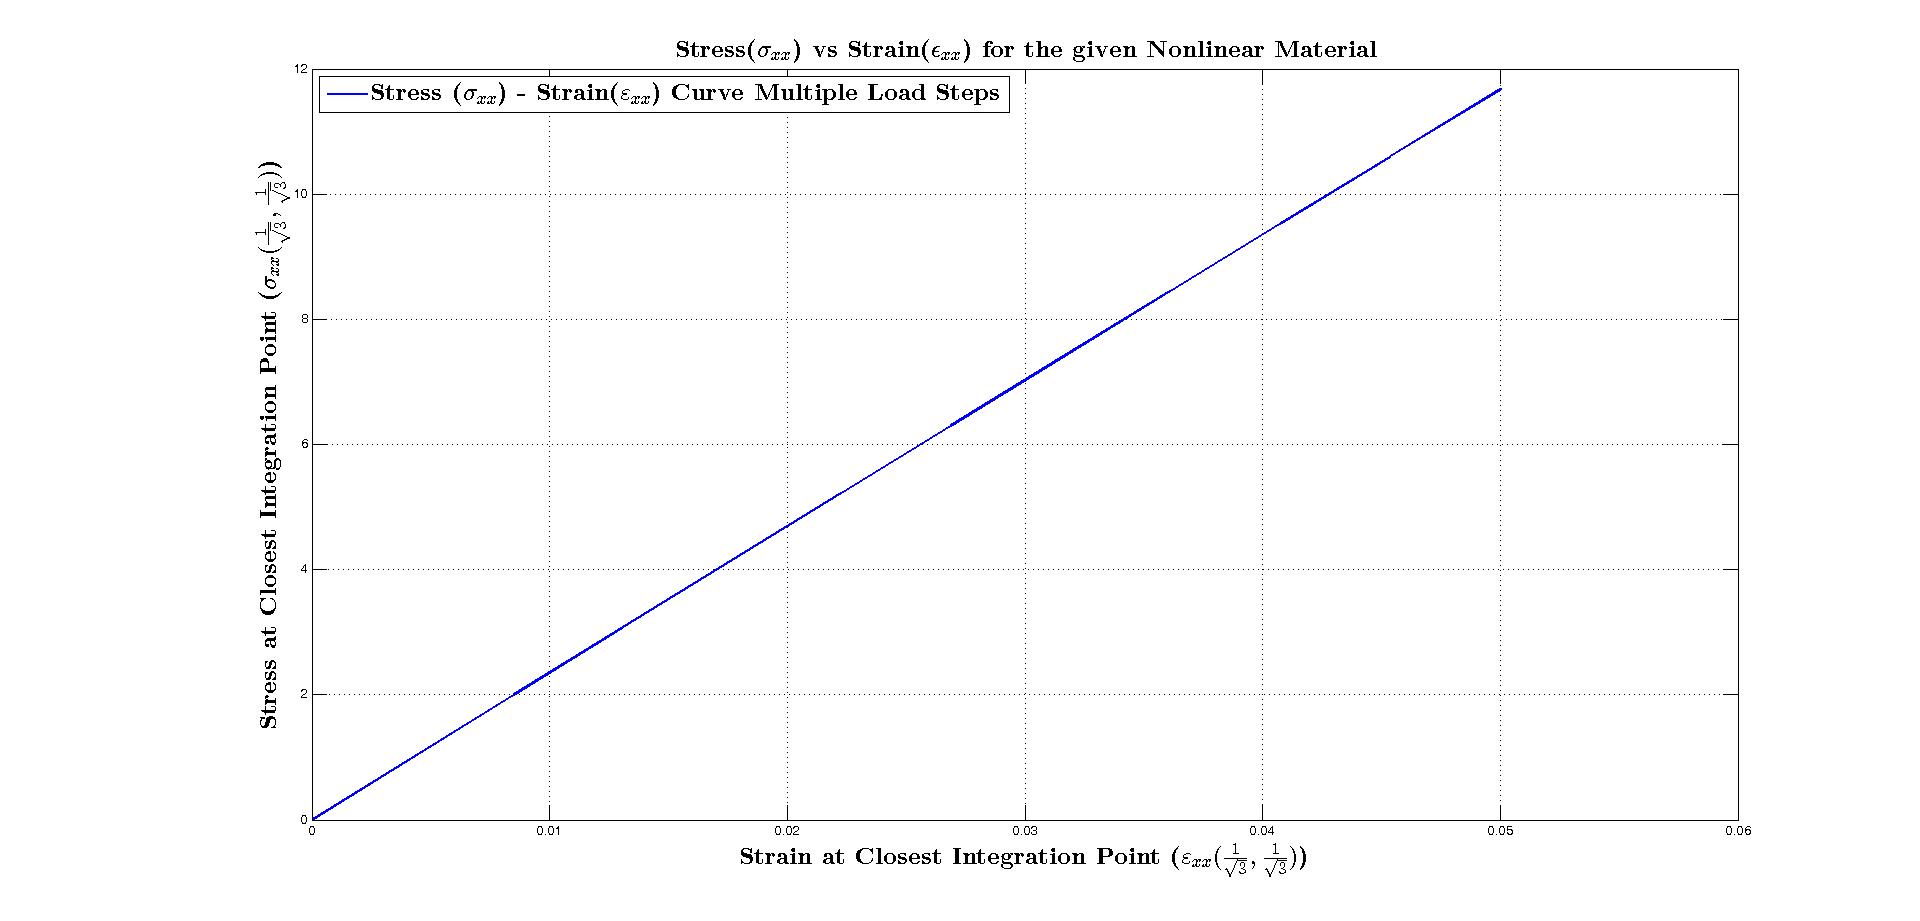 Stress(σxx) vs Strain(ϵxx) for the given Nonlinear Material
Stress (σxx) - Strain(εxx) Curve Multiple Load Steps
Stress at Closest Integration Point (σxx(1/√3, 1/√3))
12
10
8
6
4
2
0
0 0.01 0.02 0.03 0.04 0.05 0.06
Strain at Closest Integration Point (εxx(1/√3, 1/√3))